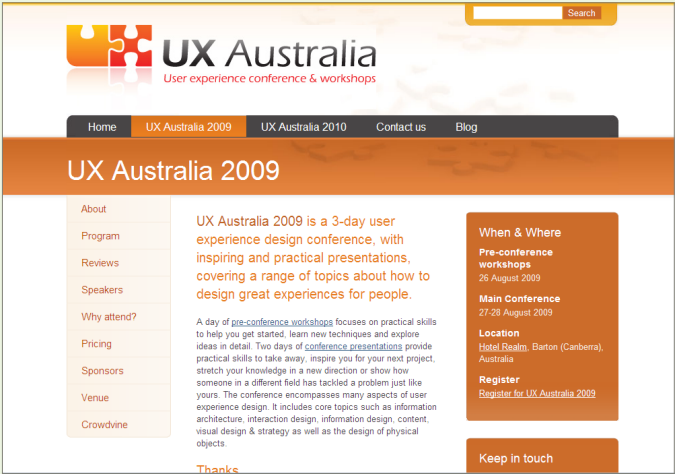 Search
UX Australia
User experience conference & workshops
Home UX Australia 2009 UX Australia 2010 Contact us Blog
UX Australia 2009
About
Program
Reviews
Speakers
Why attend?
Pricing
Sponsors
Venue
Crowdvine
UX Australia 2009 is a 3-day user
experience design conference, with
inspiring and practical presentations,
covering a range of topics about how to
design great experiences for people.
A day of pre-conference workshops focuses on practical skills
to help you get started, learn new techniques and explore
ideas in detail. Two days of conference presentations provide
practical skills to take away, inspire you for your next project,
stretch your knowledge in a new direction or show how
someone in a different field has tackled a problem just like
yours. The conference encompasses many aspects of user
experience design. It includes core topics such as information
architecture, interaction design, information design, content,
visual design & strategy as well as the design of physical
objects.
Thanks
When & Where
Pre-conference
workshops
26 August 2009
Main Conference
27-28 August 2009
Location
Hotel Realm, Barton (Canberra),
Australia
Register
Register for UX Australia 2009
Keep in touch